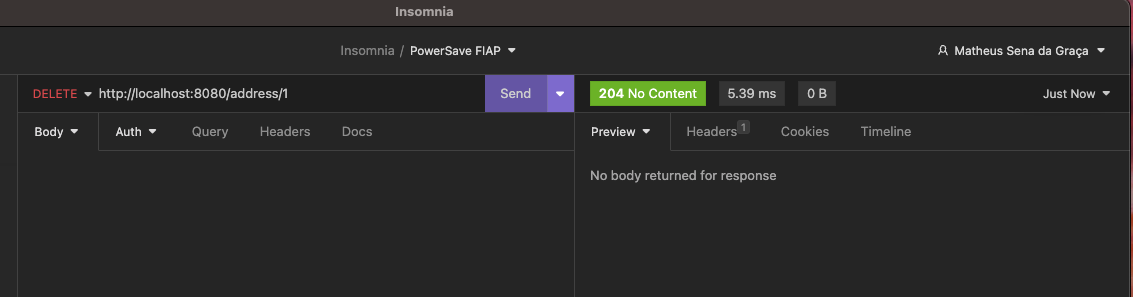 Insomnia
Insomnia / PowerSave FIAP
Matheus Sena da Graça
DELETE http://localhost:8080/address/1 Send
204 No Content 5.39 ms 0 B Just Now
Body Auth Query Headers Docs
Preview Headers 1 Cookies Timeline
No body returned for response